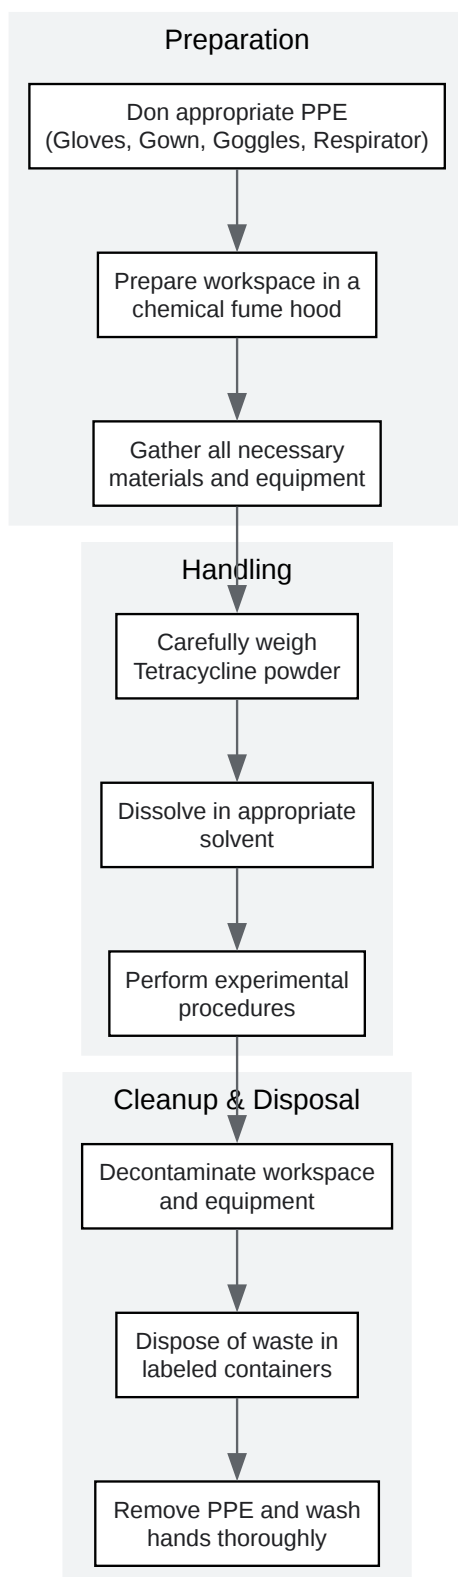 Preparation
Don appropriate PPE
(Gloves, Gown, Goggles, Respirator)
Prepare workspace in a
chemical fume hood
Gather all necessary
materials and equipment
Handling
Carefully weigh
Tetracycline powder
Dissolve in appropriate
solvent
Perform experimental
procedures
Cleanup & Disposal
Decontaminate workspace
and equipment
Dispose of waste in
labeled containers
Remove PPE and wash
hands thoroughly